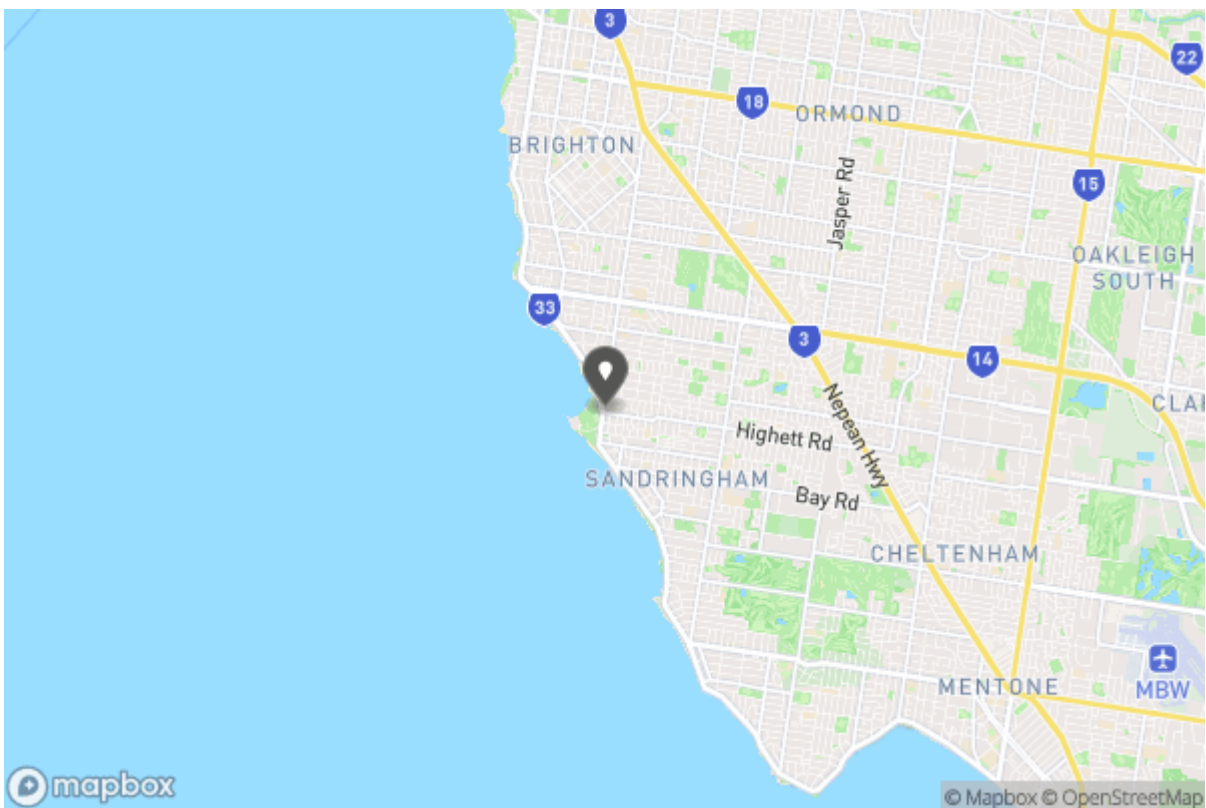 3
22
18
ORMOND
BRIGHTON
Jasper Rd
15
OAKLEIGH
SOUTH
33
3
14
Nepean Hwy
CLAR
Highett Rd
SANDRINGHAM
Bay Rd
CHELTENHAM
MENTONE
MBW
mapbox
© Mapbox © OpenStreetMap